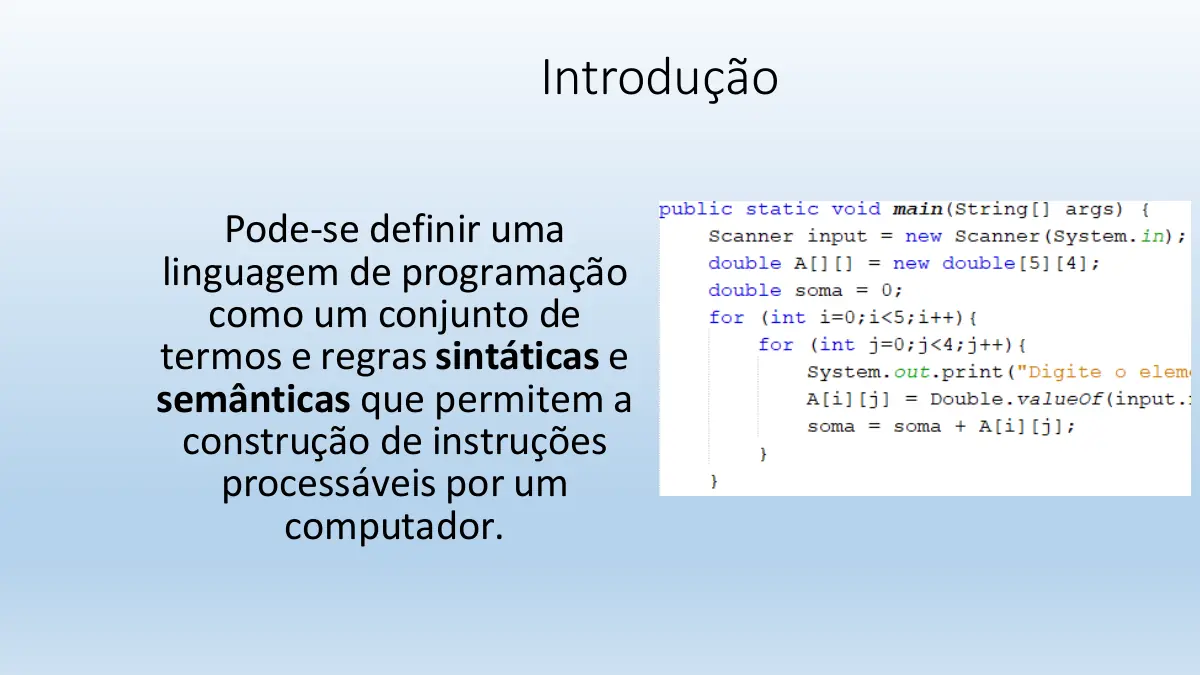 Introdução
Pode-se definir uma
linguagem de programação
como um conjunto de
termos e regras sintáticas e
semânticas que permitem a
construção de instruções
processáveis por um
computador.
public static void main(String[] args) {
Scanner input = new Scanner(System.in);
double A[][] = new double[5][4];
double soma = 0;
for (int i=0;i<5;i++){
for (int j=0;j<4;j++){
System.out.print("Digite o elem
A[i][j] = Double.valueOf(input.
soma = soma + A[i][j];
}
}